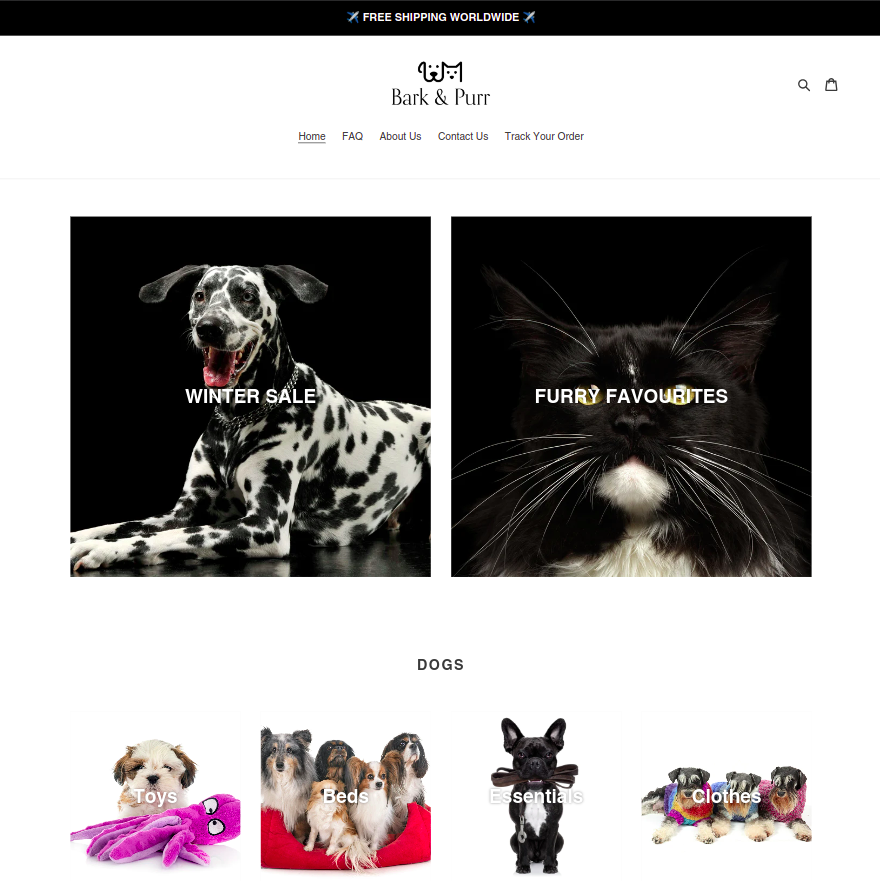 ✈️ FREE SHIPPING WORLDWIDE ✈️
Bark & Purr
Home FAQ About Us Contact Us Track Your Order
WINTER SALE FURRY FAVOURITES
DOGS
Toys Beds Essentials Clothes